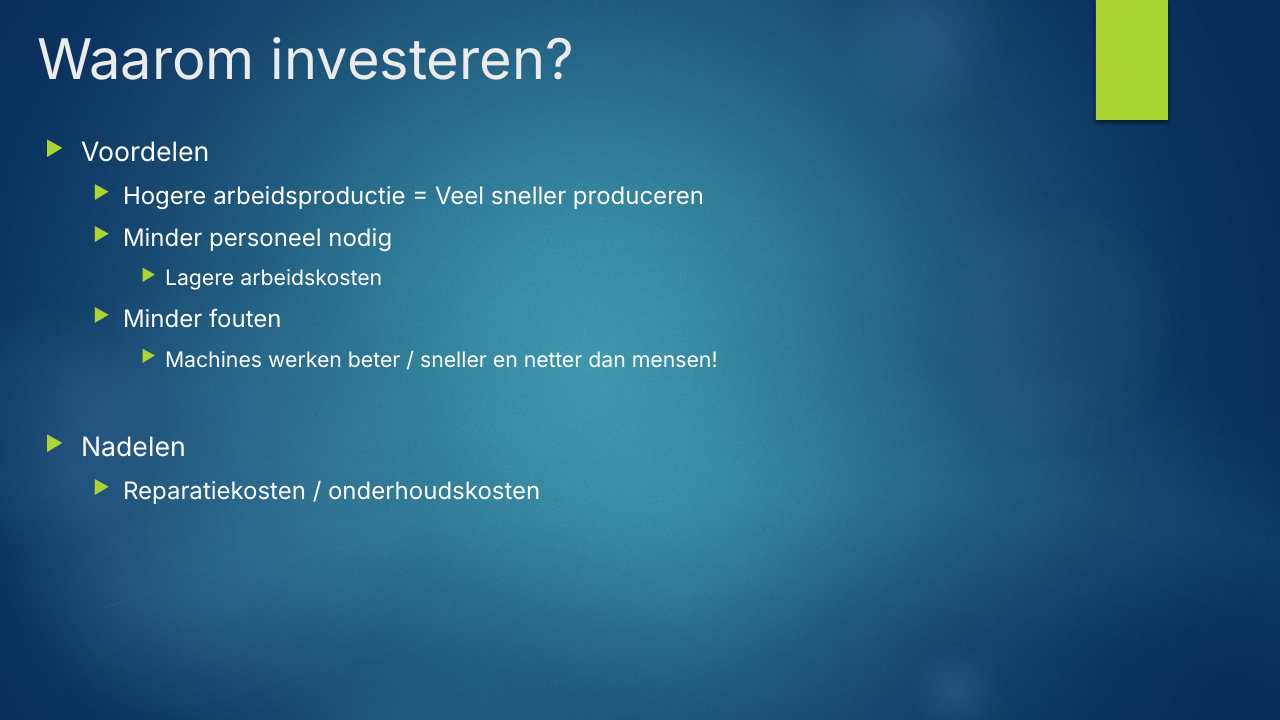 Waarom investeren?
Voordelen
Hogere arbeidsproductie = Veel sneller produceren
Minder personeel nodig
Lagere arbeidskosten
Minder fouten
Machines werken beter / sneller en netter dan mensen!
Nadelen
Reparatiekosten / onderhoudskosten